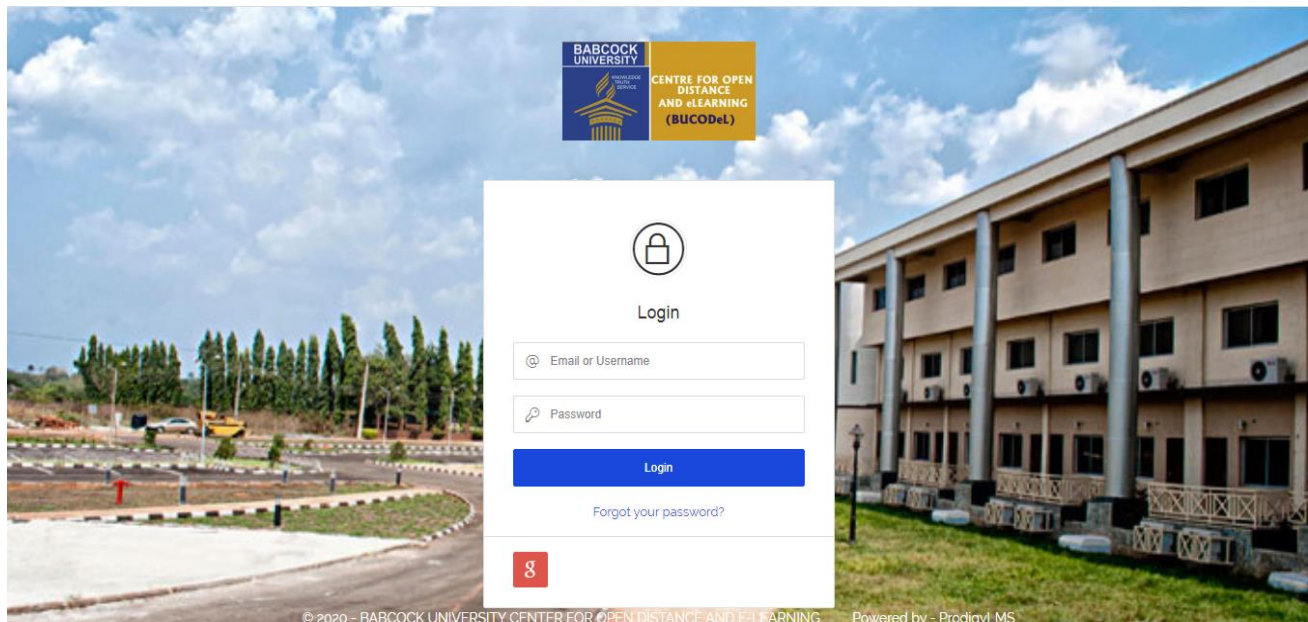 BABCOCK
UNIVERSITY
KNOWLEDGE
TRUTH
SERVICE
CENTRE FOR OPEN
DISTANCE
AND eLEARNING
(BUCODeL)
Login
@ Email or Username
Password
Login
Forgot your password?
g
© 2020 - BABCOCK UNIVERSITY CENTER FOR OPEN DISTANCE AND E-LEARNING Powered by - ProdigyLMS